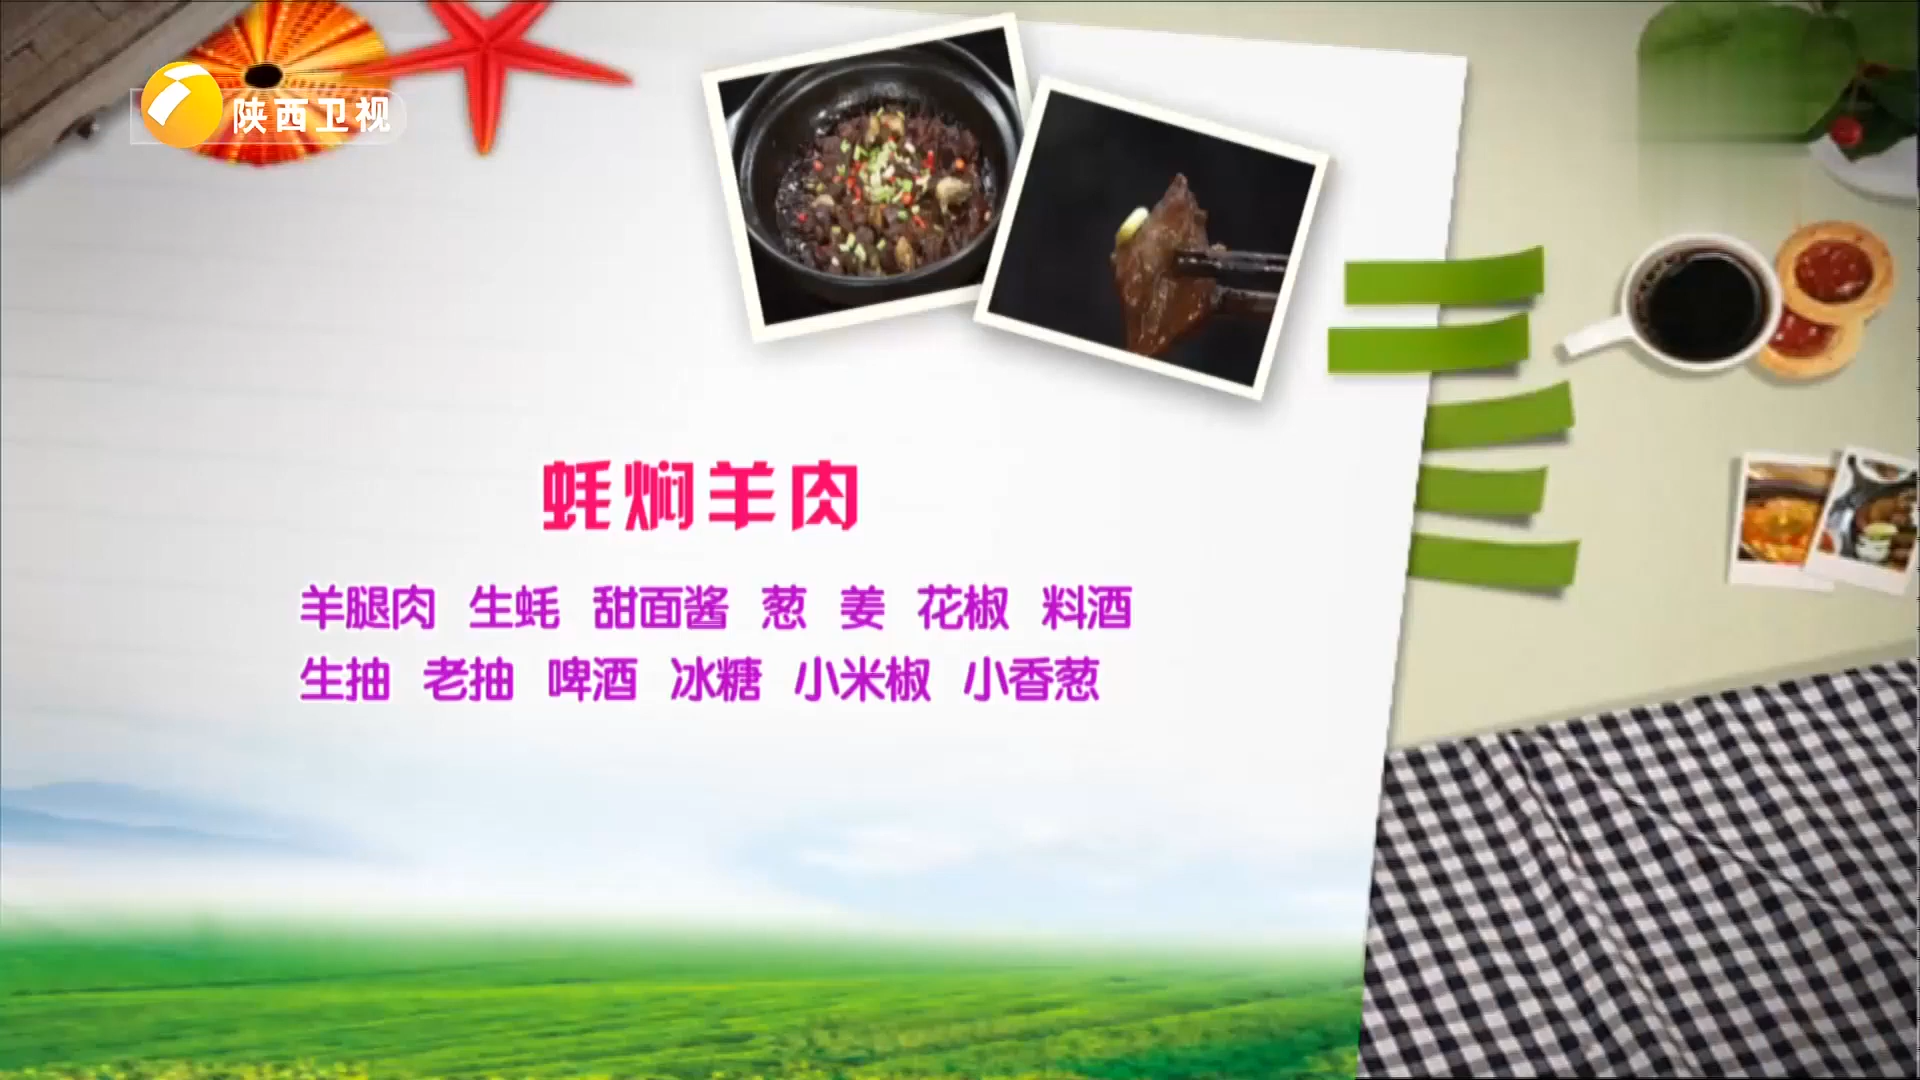 陕西卫视
蚝焖羊肉
羊腿肉 生蚝 甜面酱 葱 姜 花椒 料酒
生抽 老抽 啤酒 冰糖 小米椒 小香葱